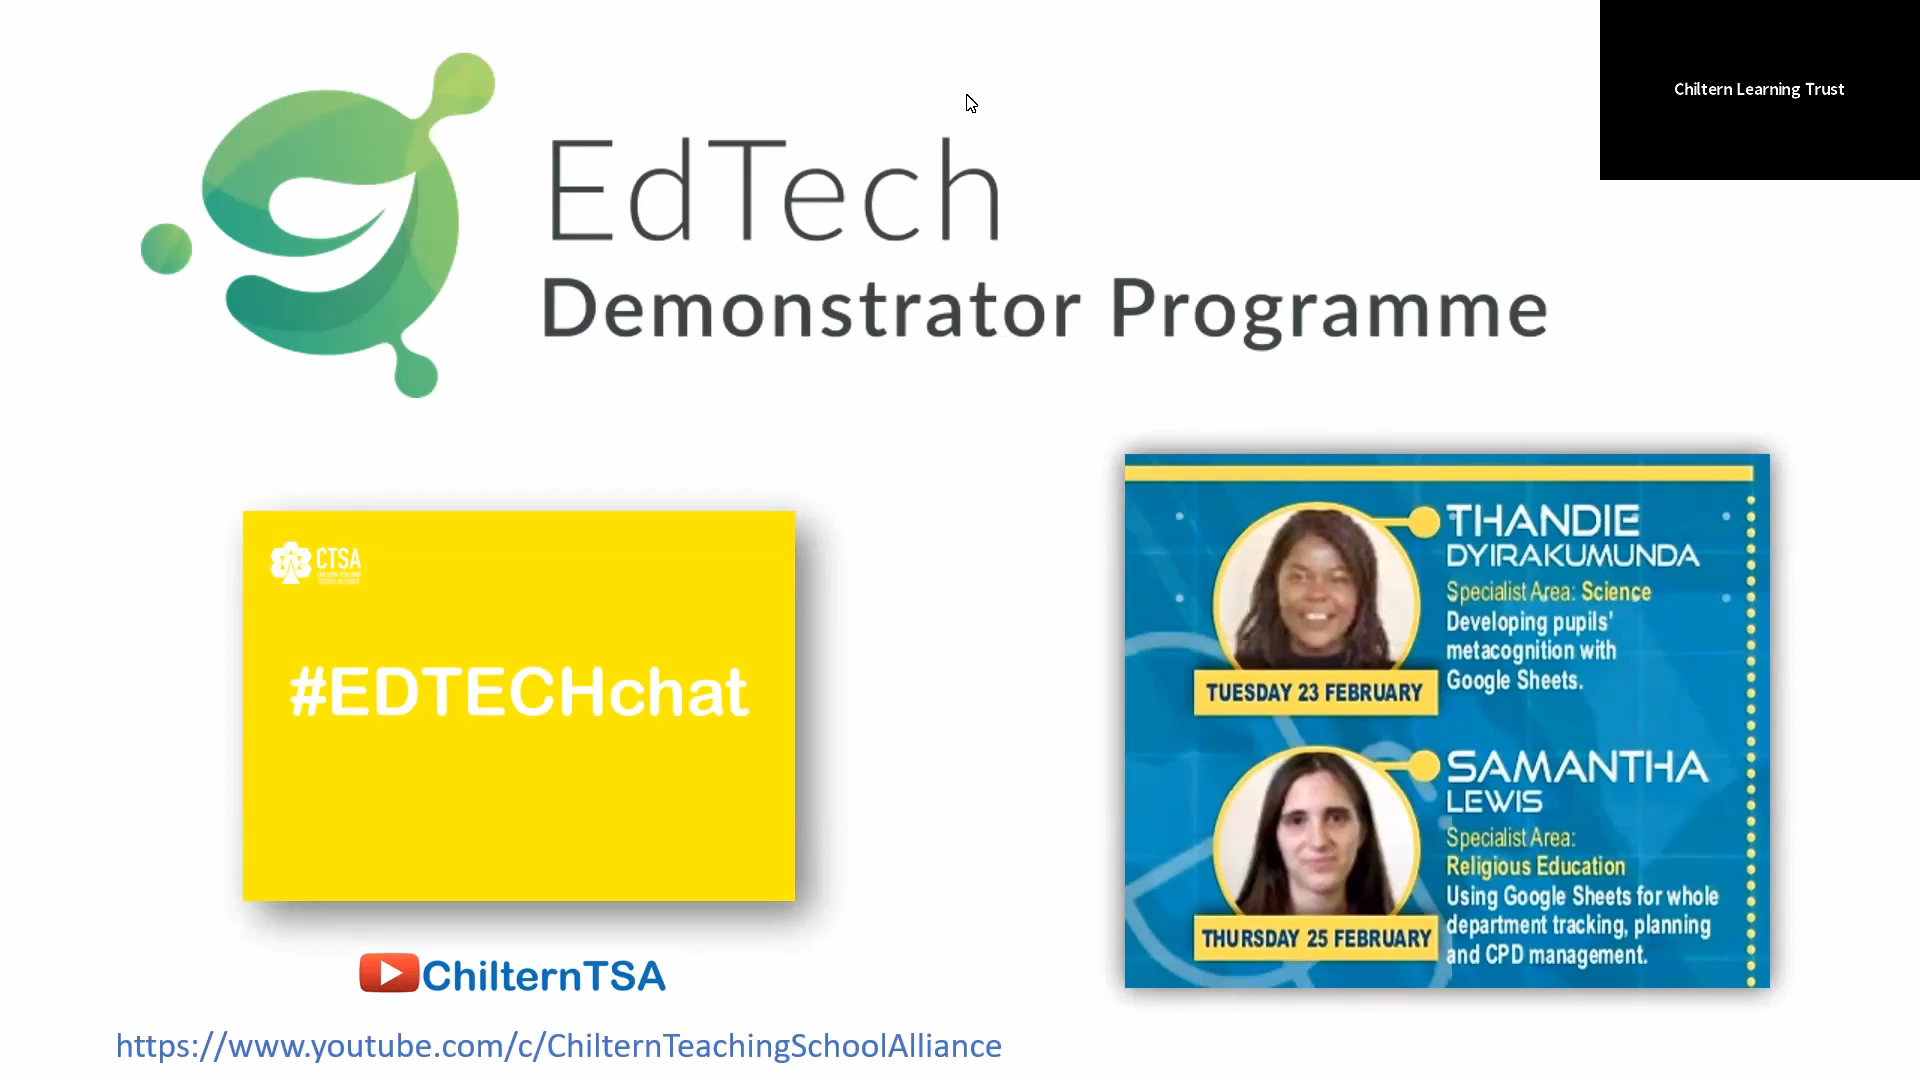 Chiltern Learning Trust
EdTech
Demonstrator Programme
CTSA
#EDTECHchat
ChilternTSA
https://www.youtube.com/c/ChilternTeachingSchoolAlliance
THANDIE
DYIRAKUMUNDA
Specialist Area: Science
Developing pupils'
metacognition with
Google Sheets.
TUESDAY 23 FEBRUARY
SAMANTHA
LEWIS
Specialist Area:
Religious Education
Using Google Sheets for whole
department tracking, planning
and CPD management.
THURSDAY 25 FEBRUARY